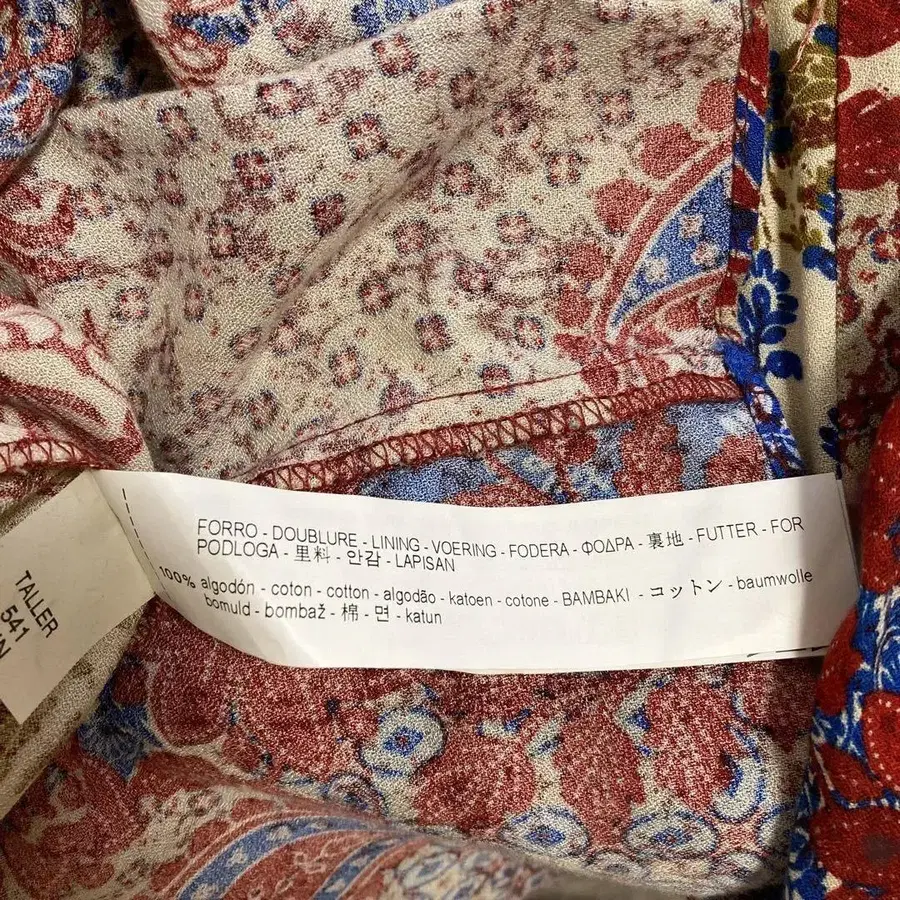 FORRO - DOUBLURE - LINING - VOERING - FODERA - ΦΟΔΡΑ - 裏地 - FUTTER - FOR
PODLOGA - 里料 - 안감 - LAPISAN
100% algodón - coton - cotton - algodão - katoen - cotone - BAMBAKI - コットン - baumwolle
bomuld - bombaž - 棉 - 면 - katun
TALLER
541
EN